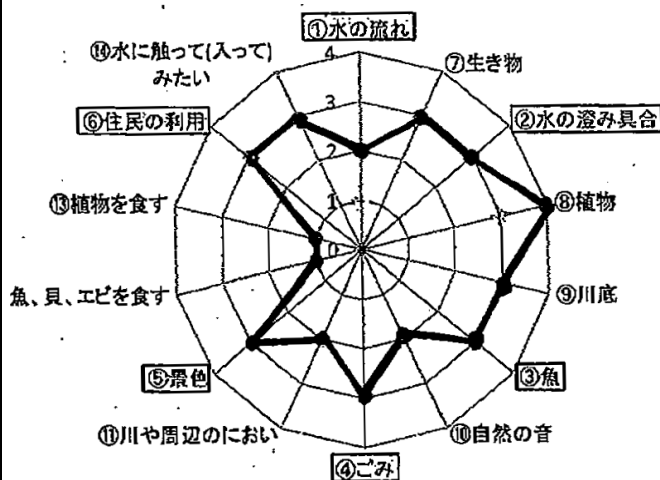 ①水の流れ
⑦生き物
②水の澄み具合
⑧植物
⑨川底
③魚
⑩自然の音
④ごみ
⑪川や周辺のにおい
⑤景色
魚、貝、エビを食す
⑬植物を食す
⑥住民の利用
⑭水に触って(入って)
みたい
4
3
2
1
0